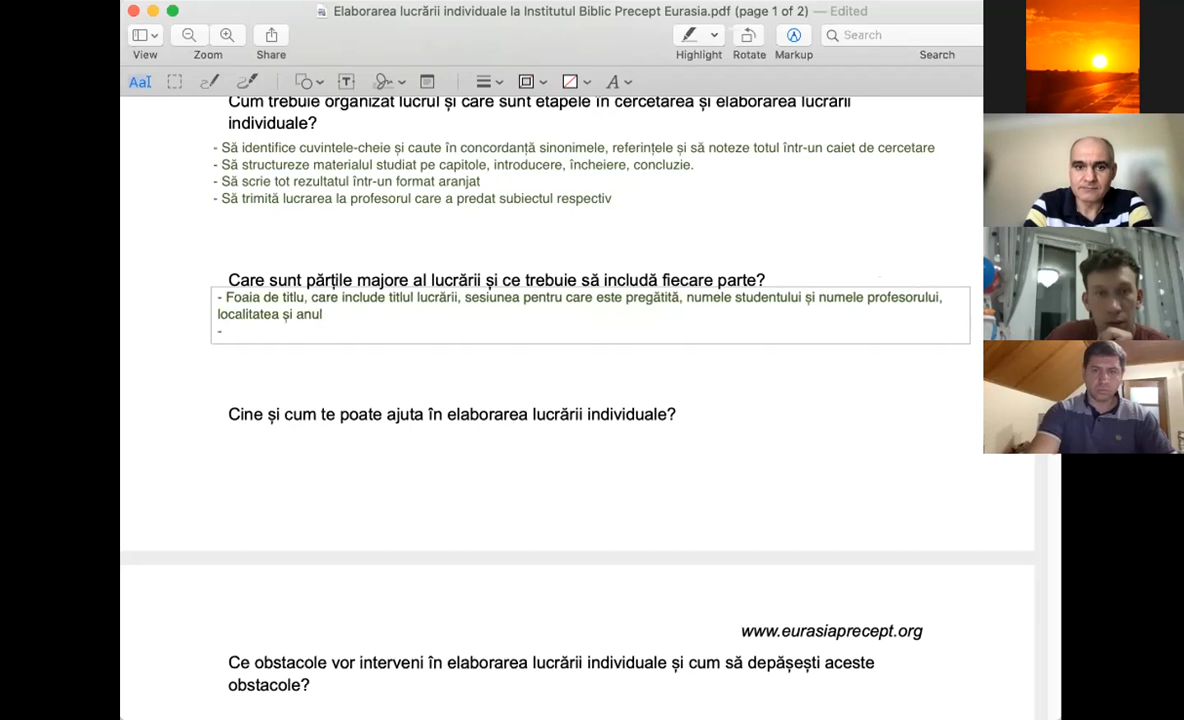 Elaborarea lucrării individuale la Institutul Biblic Precept Eurasia.pdf (page 1 of 2) — Edited
View
Zoom
Share
Highlight
Rotate
Markup
Search
Search
AaI
T
A
Cum trebuie organizat lucrul și care sunt etapele în cercetarea și elaborarea lucrării
individuale?
- Să identifice cuvintele-cheie și caute în concordanță sinonimele, referințele și să noteze totul într-un caiet de cercetare
- Să structureze materialul studiat pe capitole, introducere, încheiere, concluzie.
- Să scrie tot rezultatul într-un format aranjat
- Să trimită lucrarea la profesorul care a predat subiectul respectiv
Care sunt părțile majore al lucrării și ce trebuie să includă fiecare parte?
- Foaia de titlu, care include titlul lucrării, sesiunea pentru care este pregătită, numele studentului și numele profesorului,
localitatea și anul
-
Cine și cum te poate ajuta în elaborarea lucrării individuale?
www.eurasiaprecept.org
Ce obstacole vor interveni în elaborarea lucrării individuale și cum să depășești aceste
obstacole?